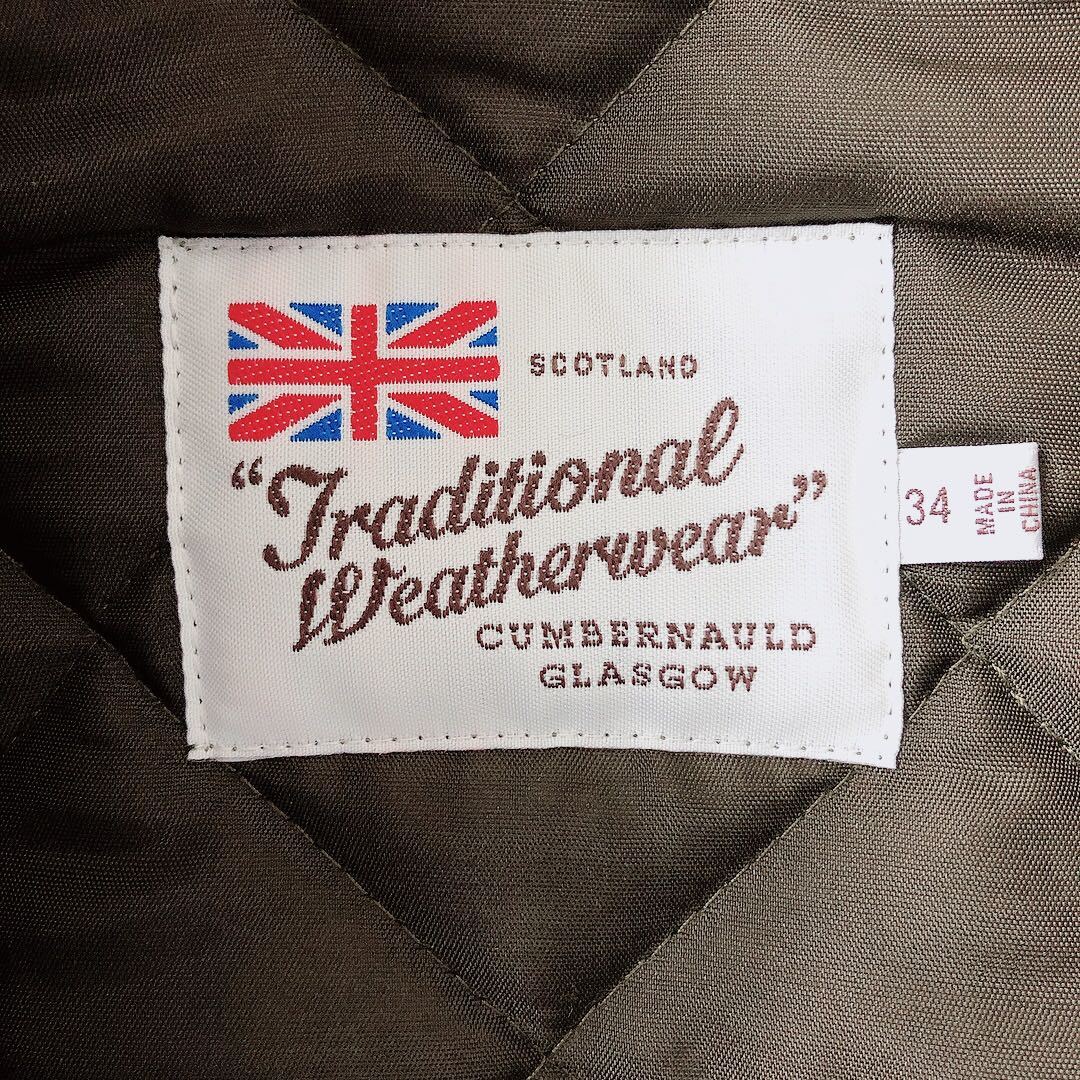 SCOTLAND
“Traditional
Weatherwear”
CUMBERNAULD
GLASGOW
34
MADE
IN
CHINA